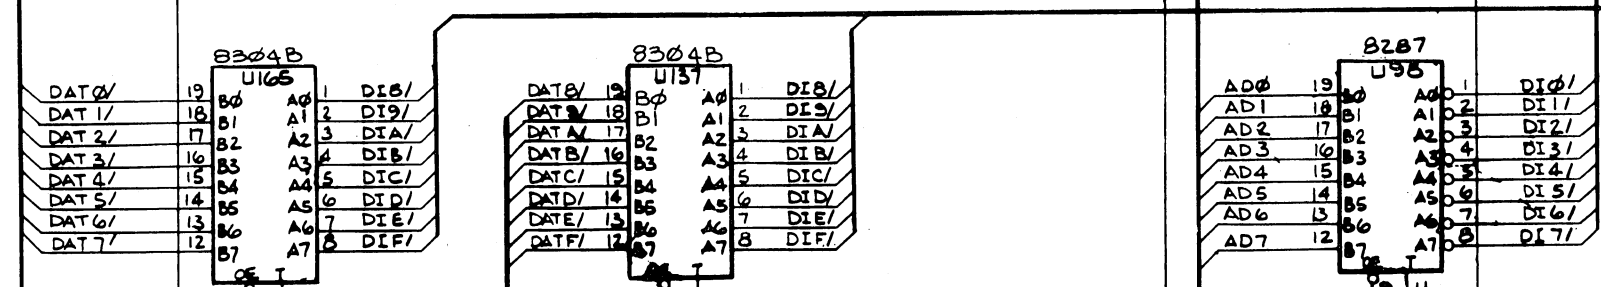 83Ø4B
U165
DATØ/ 19 BØ AØ 1 DI8/
DAT1/ 18 B1 A1 2 DI9/
DAT2/ 17 B2 A2 3 DIA/
DAT3/ 16 B3 A3 4 DIB/
DAT4/ 15 B4 A4 5 DIC/
DAT5/ 14 B5 A5 6 DID/
DAT6/ 13 B6 A6 7 DIE/
DAT7/ 12 B7 A7 8 DIF/
OE T
83Ø4B
U137
DAT8/ 19 BØ AØ 1 DI8/
DAT9/ 18 B1 A1 2 DI9/
DATA/ 17 B2 A2 3 DIA/
DATB/ 16 B3 A3 4 DIB/
DATC/ 15 B4 A4 5 DIC/
DATD/ 14 B5 A5 6 DID/
DATE/ 13 B6 A6 7 DIE/
DATF/ 12 B7 A7 8 DIF/
T
8287
U98
ADØ 19 BØ AØ 1 DIØ/
AD1 18 B1 A1 2 DI1/
AD2 17 B2 A2 3 DI2/
AD3 16 B3 A3 4 DI3/
AD4 15 B4 A4 5 DI4/
AD5 14 B5 A5 6 DI5/
AD6 13 B6 A6 7 DI6/
AD7 12 B7 A7 8 DI7/
OE T